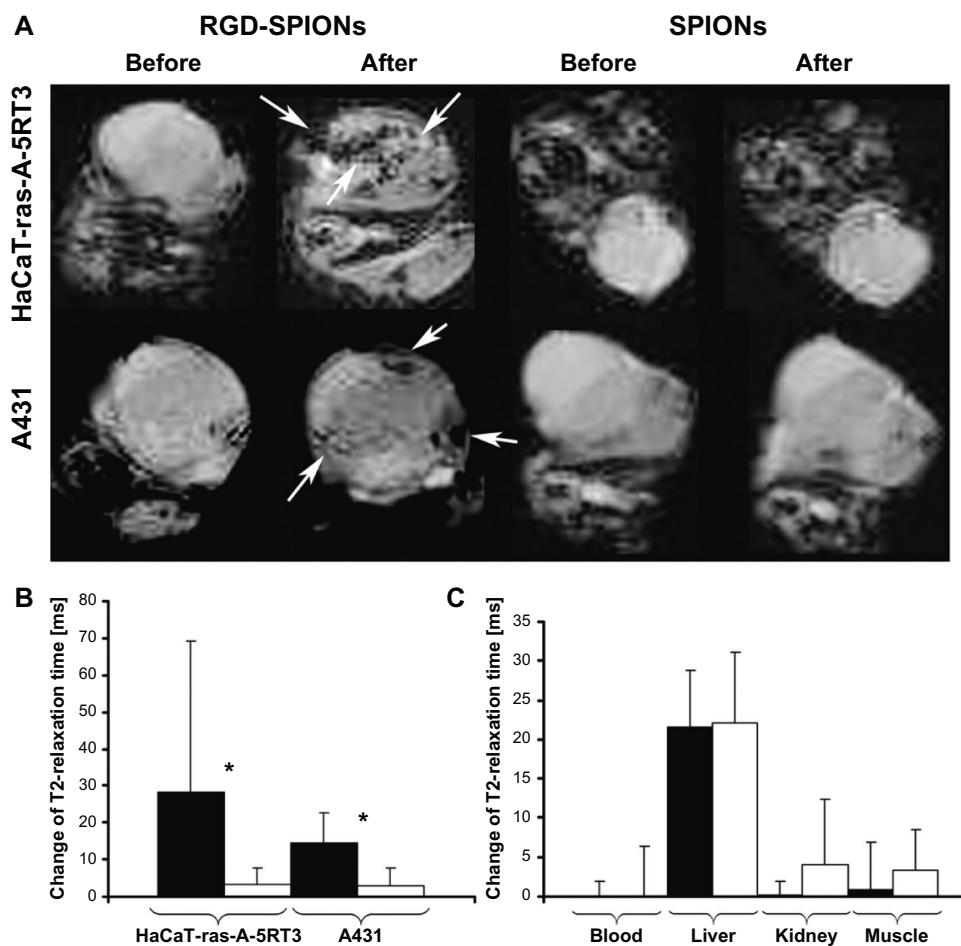 A
RGD-SPIONs
SPIONs
Before
After
Before
After
HaCaT-ras-A-5RT3
A431
B
Change of T2-relaxation time [ms]
80
70
60
50
40
30
20
10
0
*
*
HaCaT-ras-A-5RT3
A431
C
Change of T2-relaxation time [ms]
35
30
25
20
15
10
5
0
Blood
Liver
Kidney
Muscle